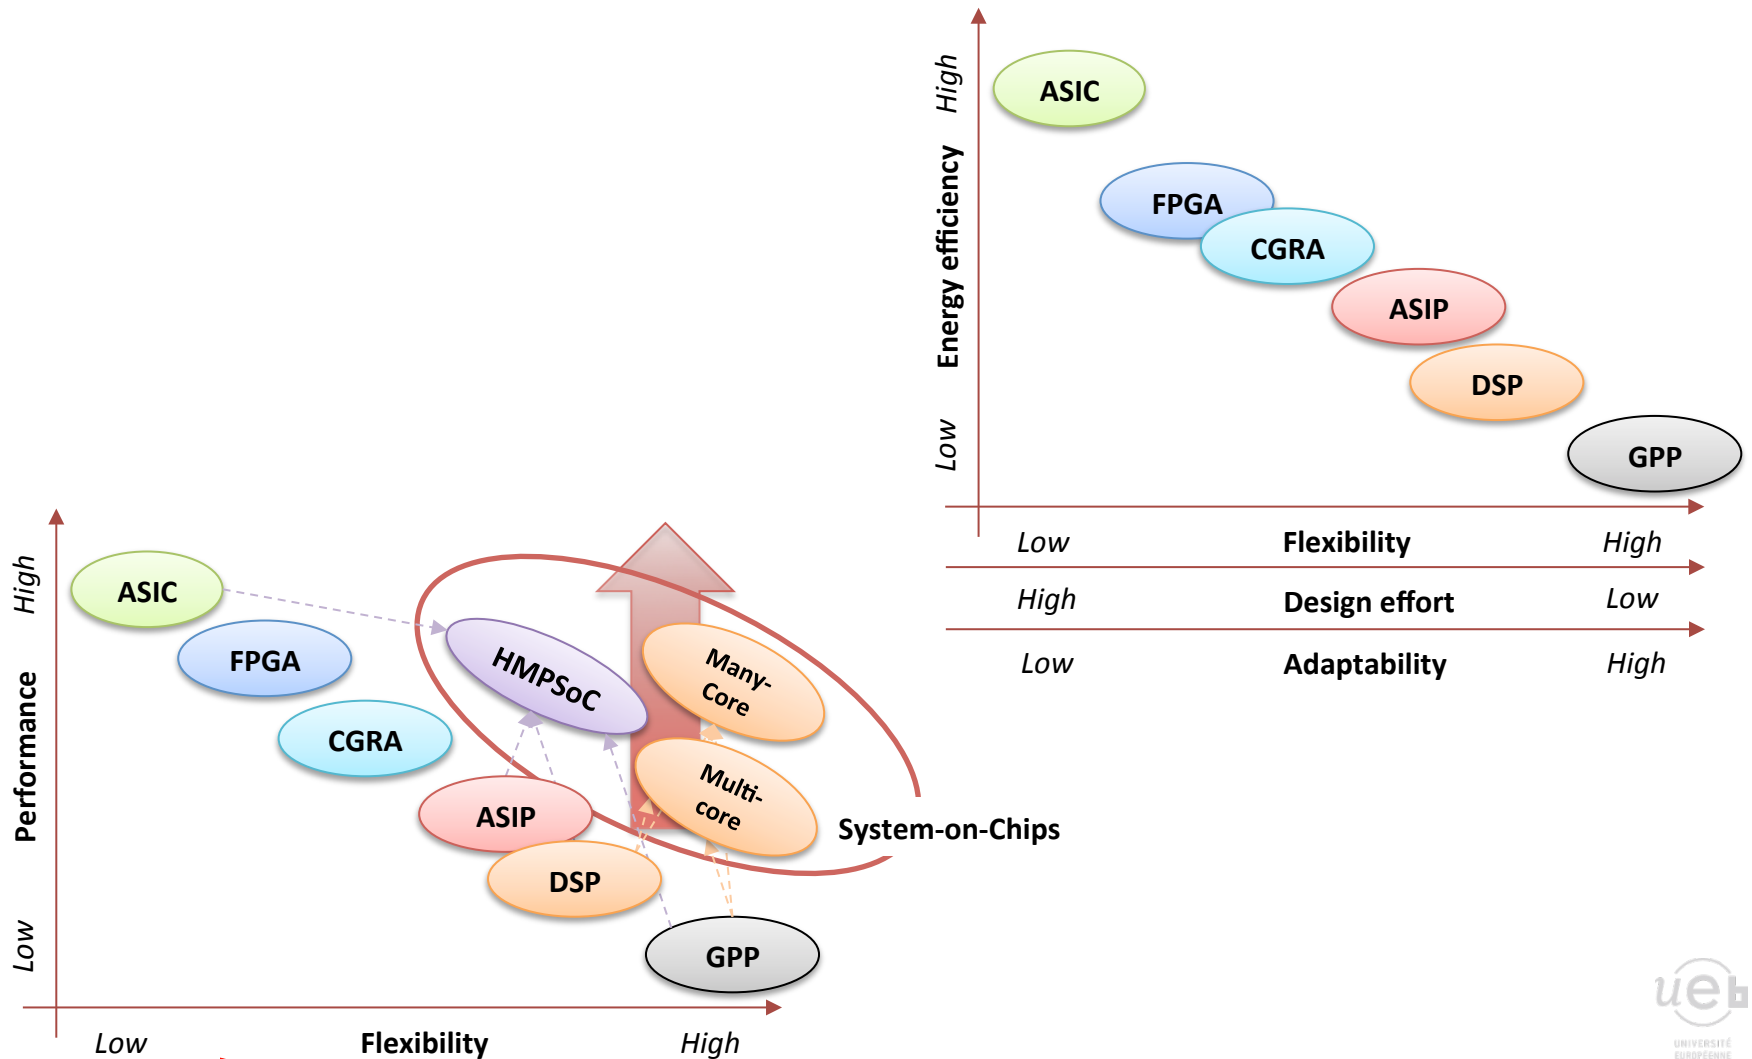 High
ASIC
FPGA
CGRA
Energy efficiency
ASIP
DSP
Low
GPP
Low Flexibility High
High Design effort Low
Low Adaptability High
High
ASIC
FPGA
HMPSoC
Many-
Core
Performance
CGRA
Multi-
core
ASIP
System-on-Chips
DSP
Low
GPP
Low Flexibility High
ueb
UNIVERSITÉ
EUROPÉENNE